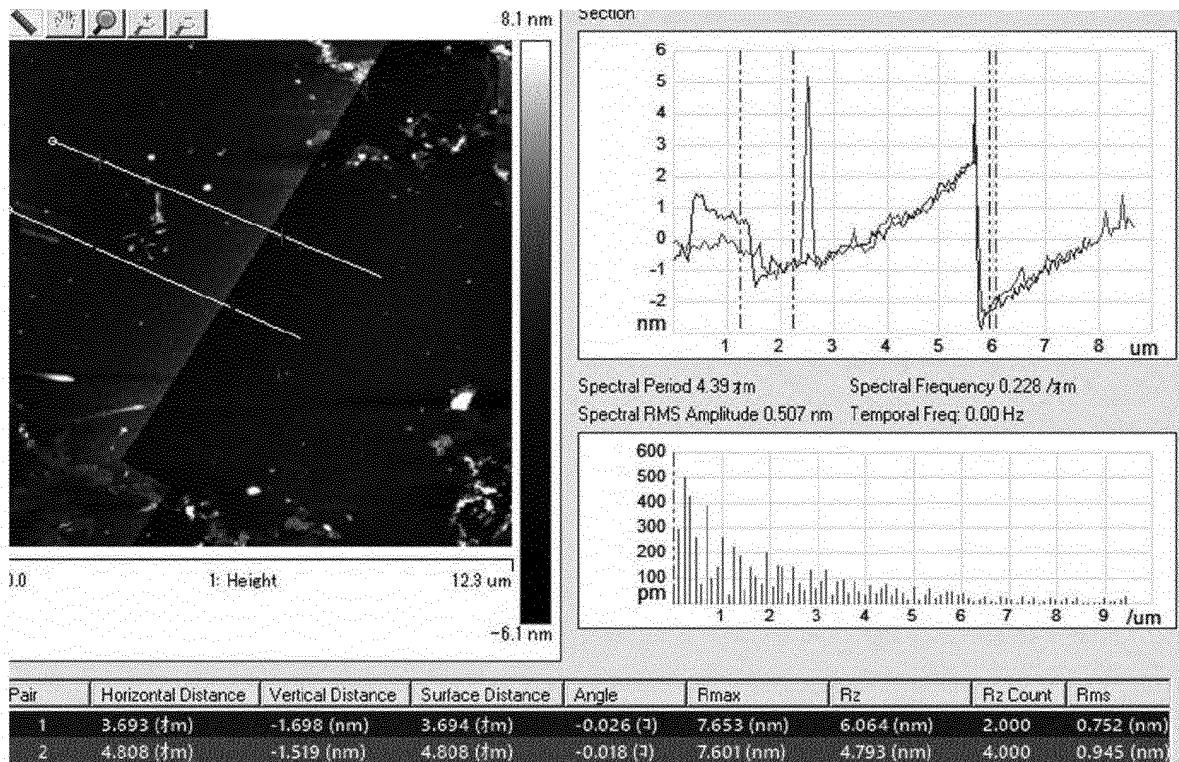 8.1 nm
0.0 1: Height 12.3 um
-6.1 nm
Section
6
5
4
3
2
1
0
-1
-2
nm
1 2 3 4 5 6 7 8 um
Spectral Period 4.39 m Spectral Frequency 0.228 / m
Spectral RMS Amplitude 0.507 nm Temporal Freq: 0.00 Hz
600
500
400
300
200
100
pm
1 2 3 4 5 6 7 8 9 /um
Pair Horizontal Distance Vertical Distance Surface Distance Angle Rmax Rz Rz Count Rms
1 3.693 ( m) -1.698 (nm) 3.694 ( m) -0.026 ( ) 7.653 (nm) 6.064 (nm) 2.000 0.752 (nm)
2 4.808 ( m) -1.519 (nm) 4.808 ( m) -0.018 ( ) 7.601 (nm) 4.793 (nm) 4.000 0.945 (nm)